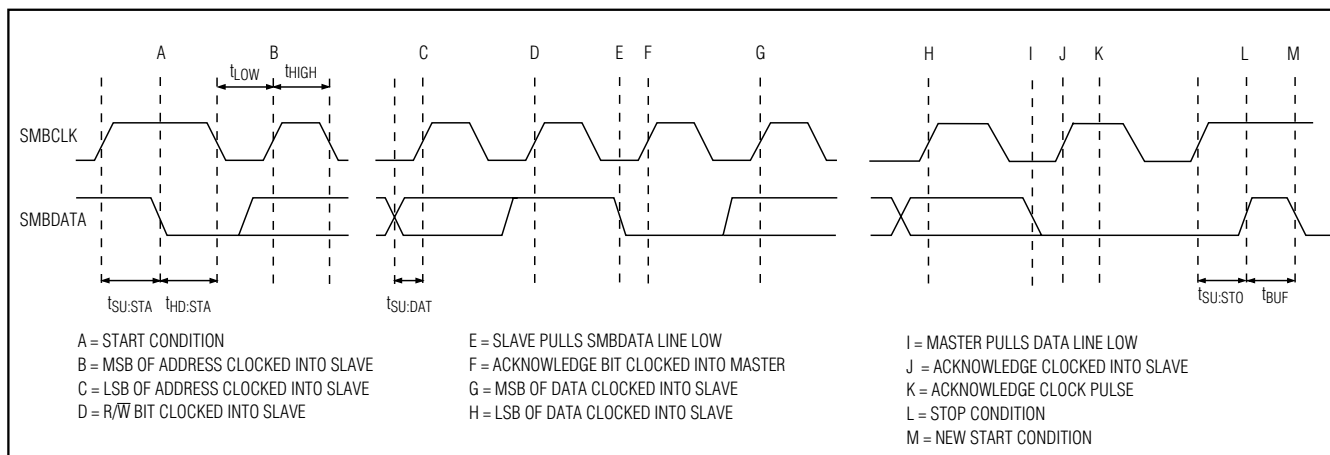 A B C D E F G H I J K L M
tLOW tHIGH
SMBCLK
SMBDATA
tSU:STA tHD:STA tSU:DAT tSU:STO tBUF
A = START CONDITION
B = MSB OF ADDRESS CLOCKED INTO SLAVE
C = LSB OF ADDRESS CLOCKED INTO SLAVE
D = R/W̅ BIT CLOCKED INTO SLAVE
E = SLAVE PULLS SMBDATA LINE LOW
F = ACKNOWLEDGE BIT CLOCKED INTO MASTER
G = MSB OF DATA CLOCKED INTO SLAVE
H = LSB OF DATA CLOCKED INTO SLAVE
I = MASTER PULLS DATA LINE LOW
J = ACKNOWLEDGE CLOCKED INTO SLAVE
K = ACKNOWLEDGE CLOCK PULSE
L = STOP CONDITION
M = NEW START CONDITION